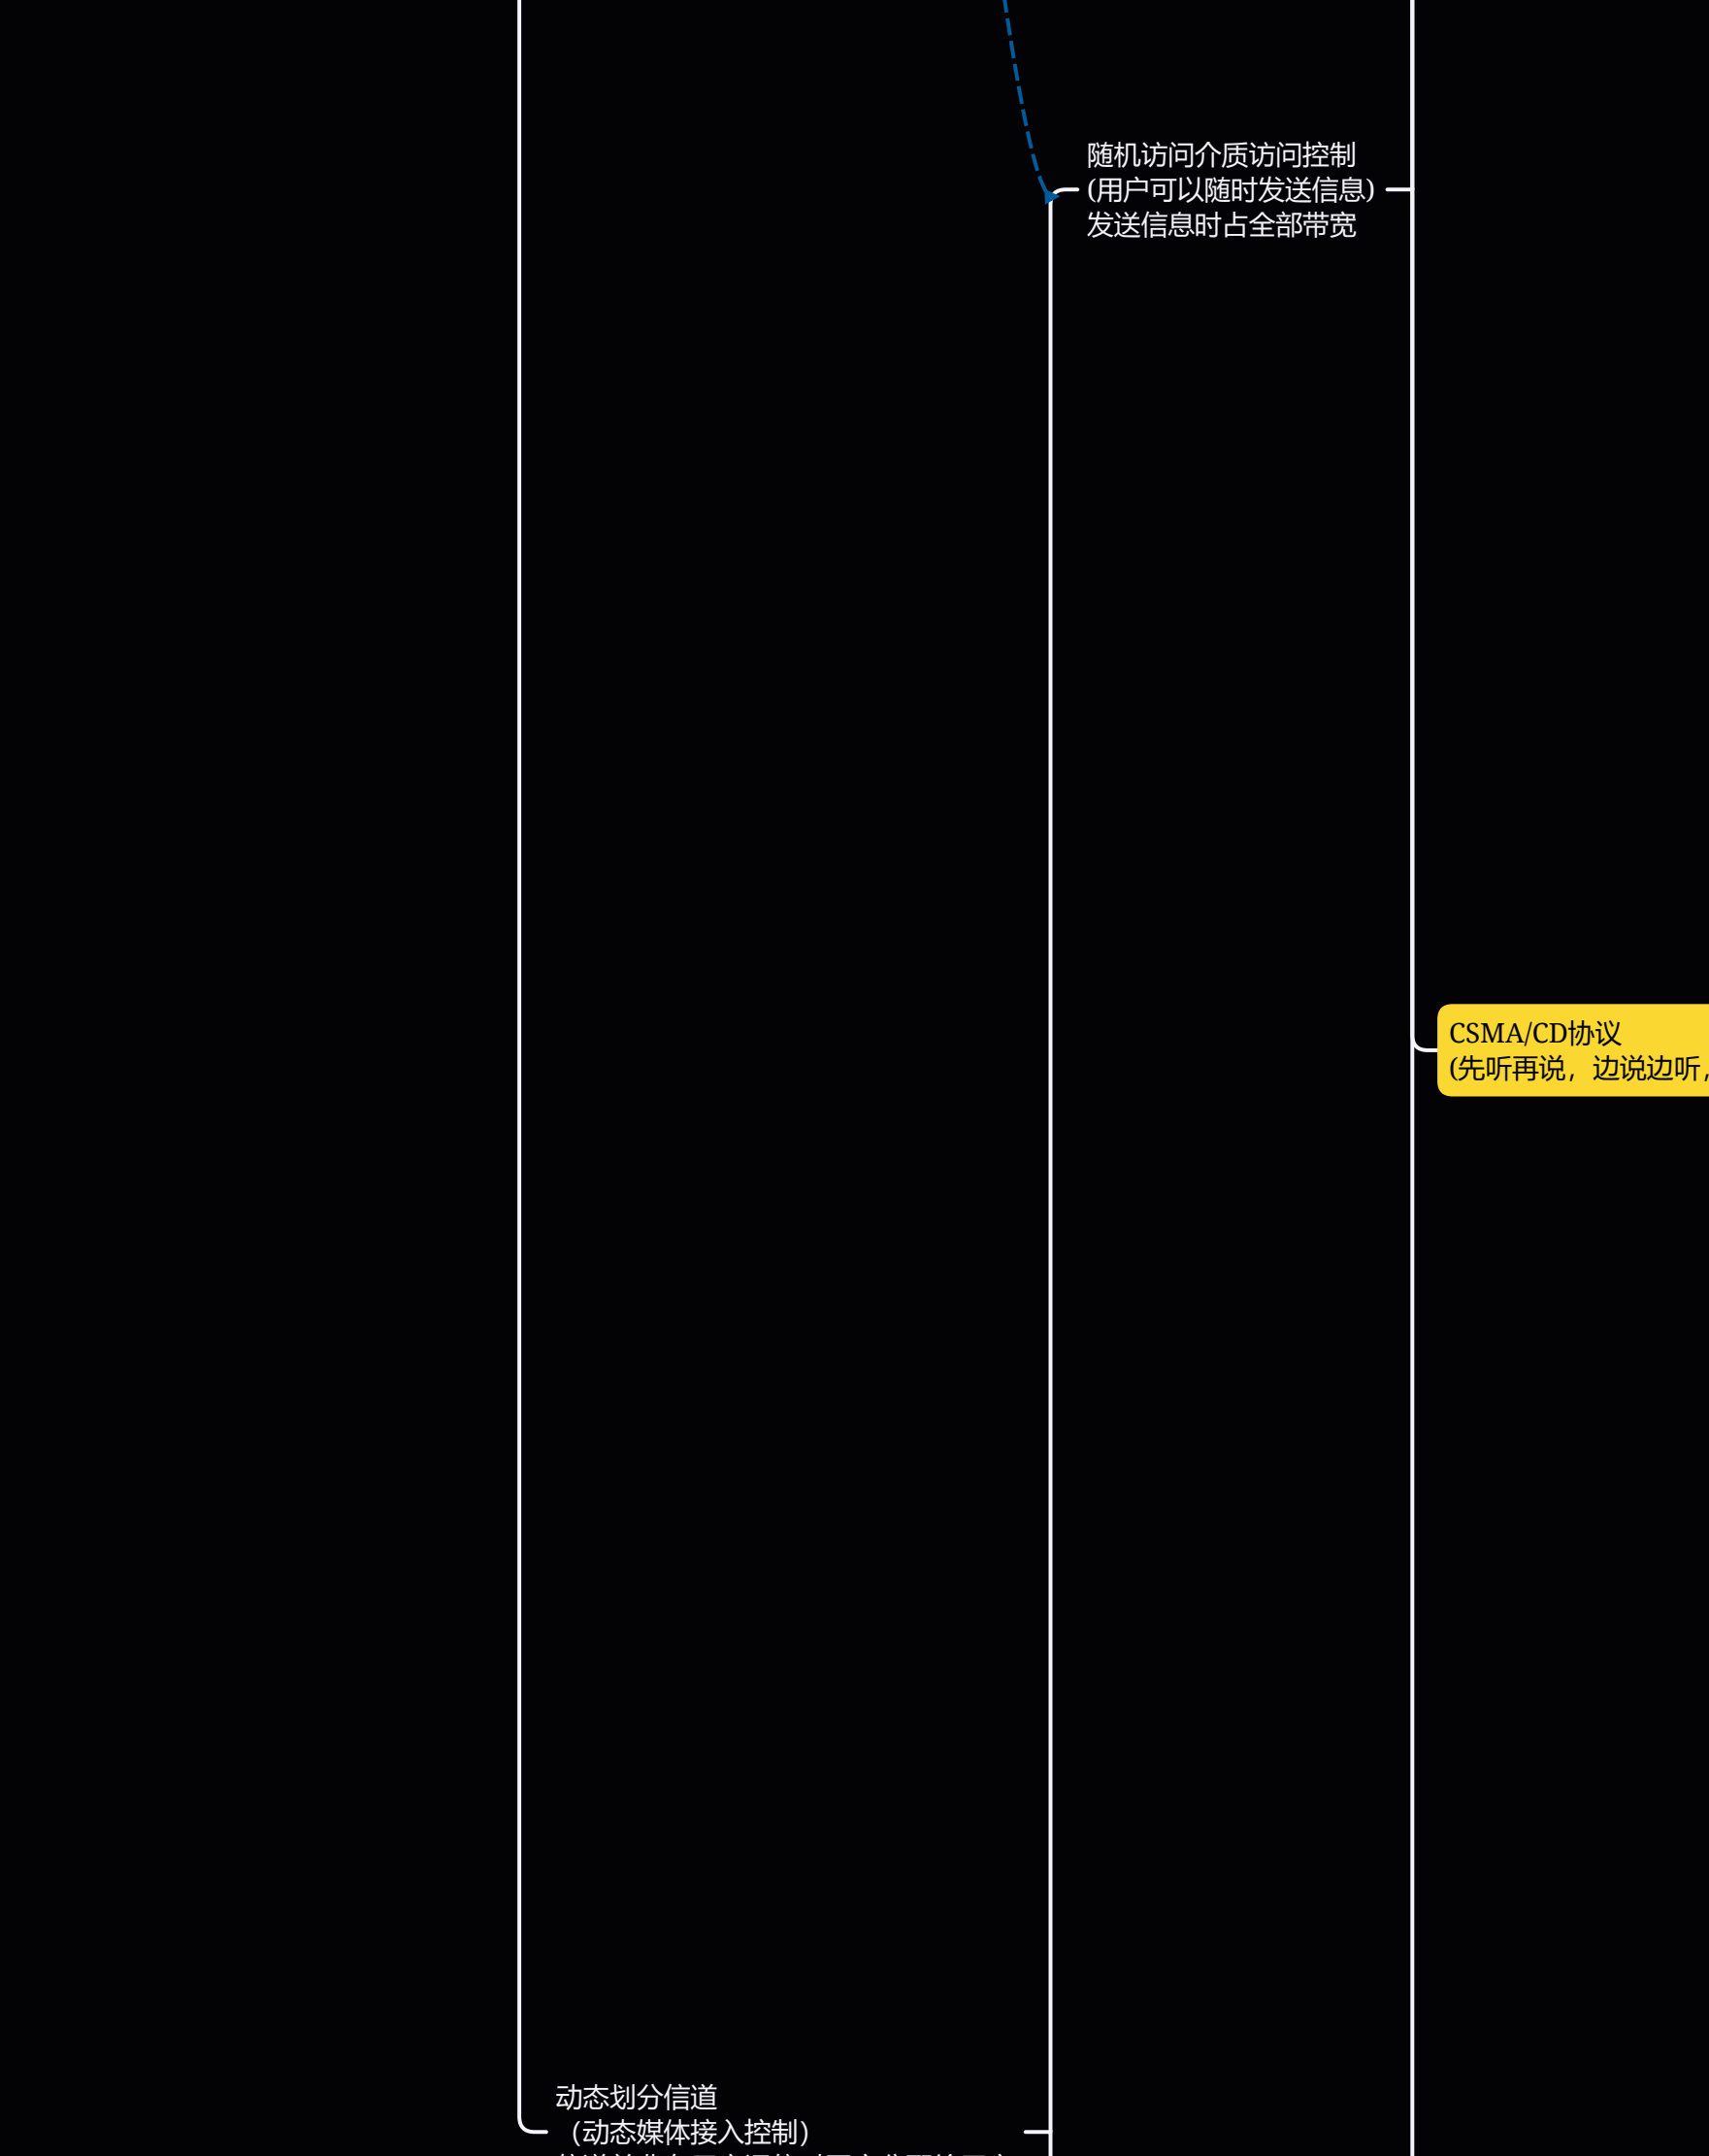 随机访问介质访问控制
(用户可以随时发送信息)
发送信息时占全部带宽
CSMA/CD协议
(先听再说，边说边听，
动态划分信道
（动态媒体接入控制）